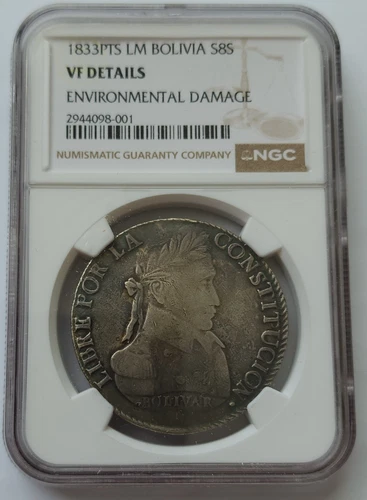 1833PTS LM BOLIVIA S8S
VF DETAILS
ENVIRONMENTAL DAMAGE
2944098-001
NUMISMATIC GUARANTY COMPANY NGC
LIBRE POR LA CONSTITUCION
BOLIVAR